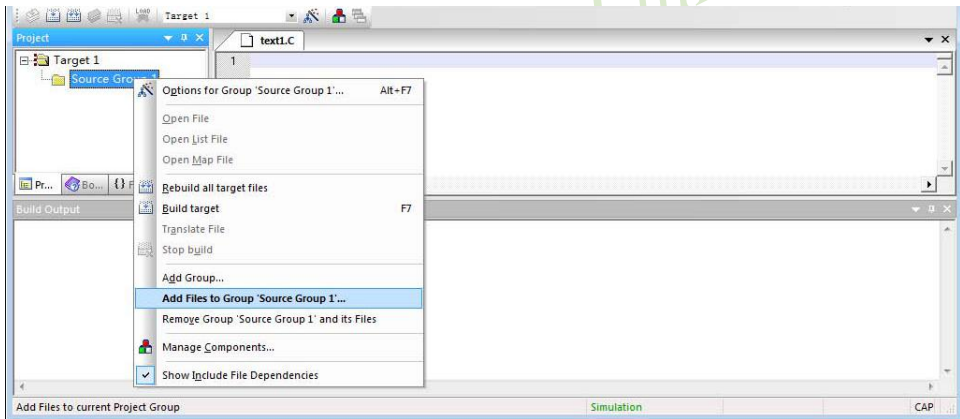 LOAD
Target 1
Project
text1.C
Target 1
1
Source Group 1
Options for Group 'Source Group 1'... Alt+F7
Open File
Open List File
Open Map File
Pr... Bo... {} F
Rebuild all target files
Build Output
Build target F7
Translate File
Stop build
Add Group...
Add Files to Group 'Source Group 1'...
Remove Group 'Source Group 1' and its Files
Manage Components...
Show Include File Dependencies
Add Files to current Project Group Simulation CAP